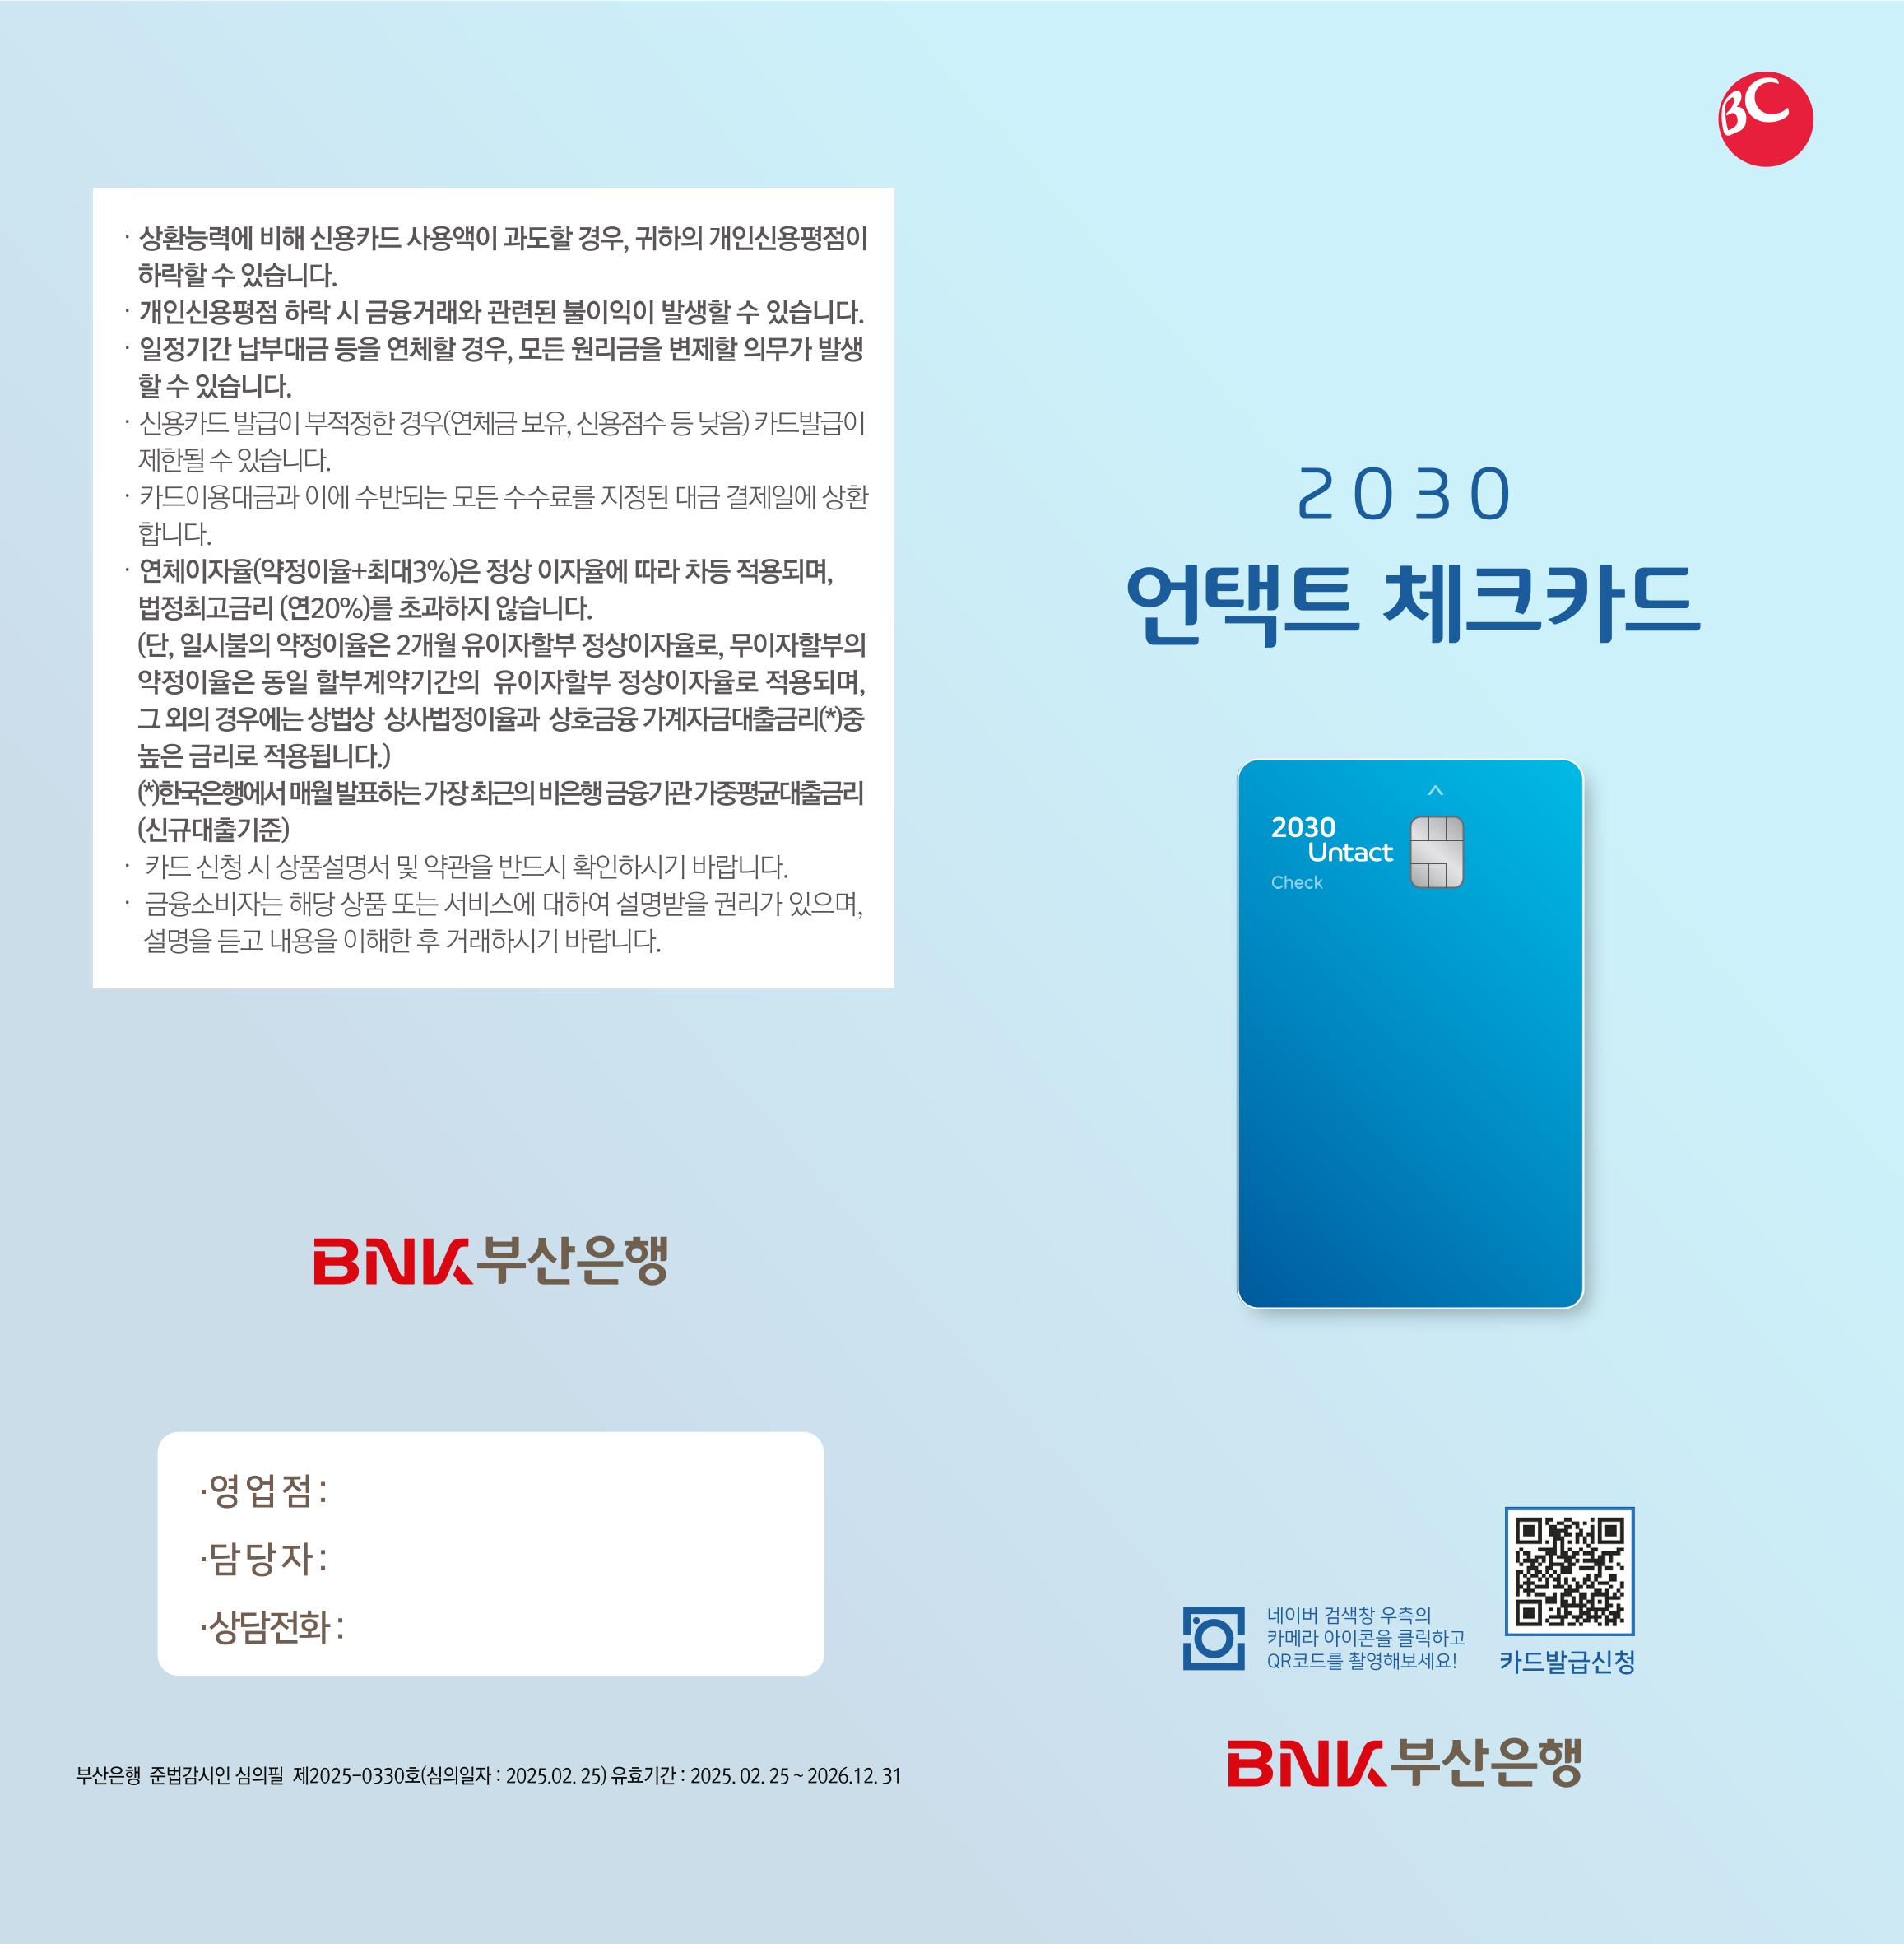 · 상환능력에 비해 신용카드 사용액이 과도할 경우, 귀하의 개인신용평점이
하락할 수 있습니다.
· 개인신용평점 하락 시 금융거래와 관련된 불이익이 발생할 수 있습니다.
· 일정기간 납부대금 등을 연체할 경우, 모든 원리금을 변제할 의무가 발생
할 수 있습니다.
· 신용카드 발급이 부적정한 경우(연체금 보유, 신용점수 등 낮음) 카드발급이
제한될 수 있습니다.
· 카드이용대금과 이에 수반되는 모든 수수료를 지정된 대금 결제일에 상환
합니다.
· 연체이자율(약정이율+최대3%)은 정상 이자율에 따라 차등 적용되며,
법정최고금리 (연20%)를 초과하지 않습니다.
(단, 일시불의 약정이율은 2개월 유이자할부 정상이자율로, 무이자할부의
약정이율은 동일 할부계약기간의 유이자할부 정상이자율로 적용되며,
그 외의 경우에는 상법상 상사법정이율과 상호금융 가계자금대출금리(*)중
높은 금리로 적용됩니다.)
(*)한국은행에서 매월 발표하는 가장 최근의 비은행 금융기관 가중평균대출금리
(신규대출기준)
· 카드 신청 시 상품설명서 및 약관을 반드시 확인하시기 바랍니다.
· 금융소비자는 해당 상품 또는 서비스에 대하여 설명받을 권리가 있으며,
설명을 듣고 내용을 이해한 후 거래하시기 바랍니다.
BNK부산은행
·영업점 :
·담당자 :
·상담전화 :
부산은행 준법감시인 심의필 제2025-0330호(심의일자 : 2025.02. 25) 유효기간 : 2025. 02. 25 ~ 2026.12. 31
BC
2030
언택트 체크카드
2030
Untact
Check
네이버 검색창 우측의
카메라 아이콘을 클릭하고
QR코드를 촬영해보세요!
카드발급신청
BNK부산은행